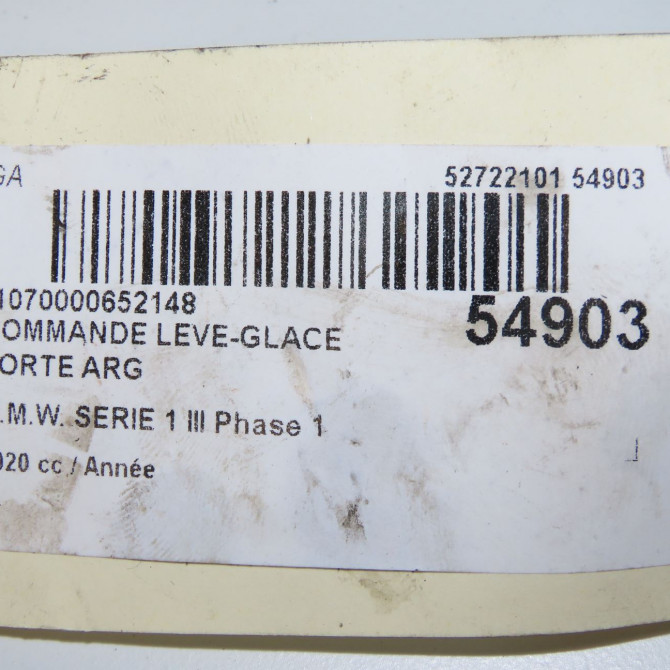 GA 52722101 54903
1070000652148
54903
OMMANDE LEVE-GLACE
ORTE ARG
.M.W. SERIE 1 III Phase 1
020 cc / Année